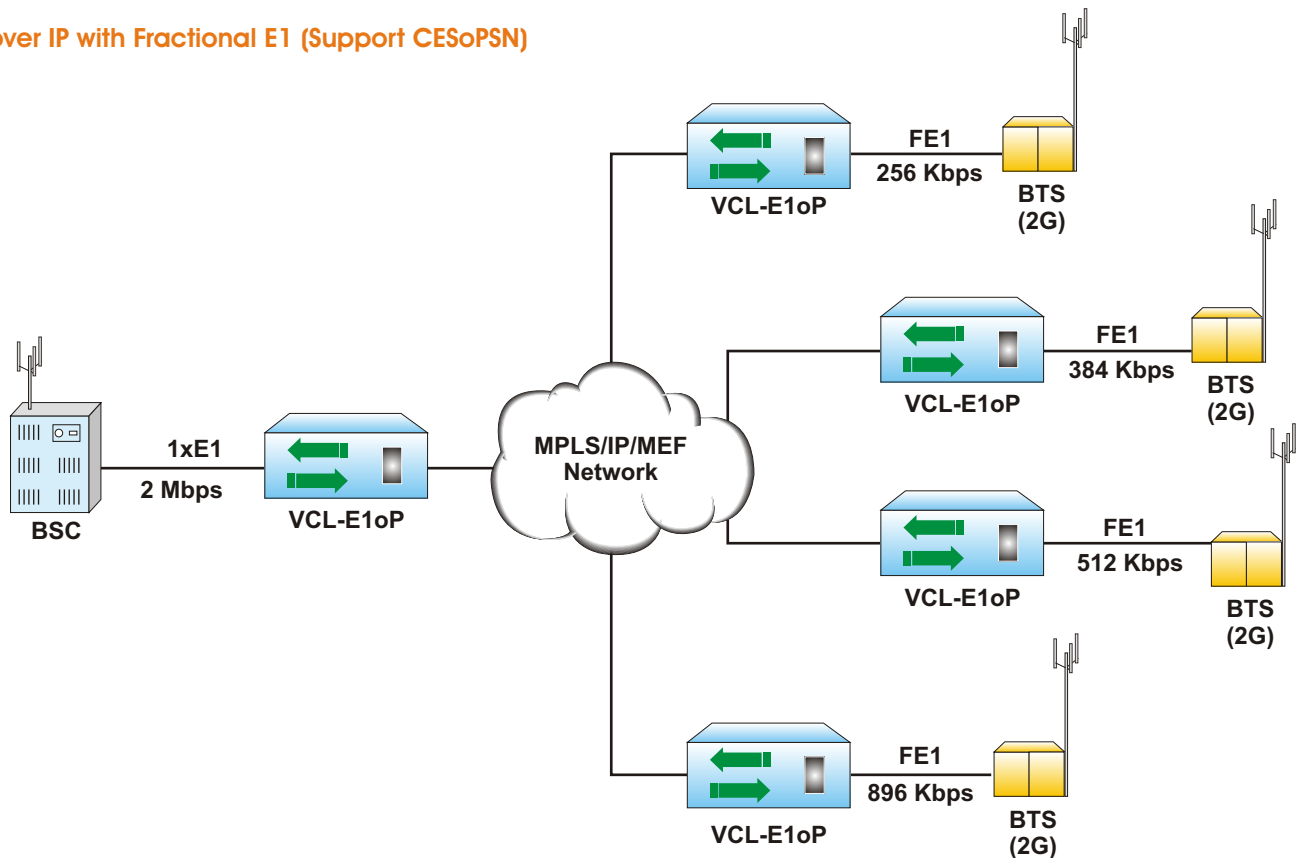 over IP with Fractional E1 (Support CESoPSN)
FE1
256 Kbps
VCL-E1oP
BTS
(2G)
FE1
384 Kbps
VCL-E1oP
BTS
(2G)
1xE1
2 Mbps
BSC
VCL-E1oP
MPLS/IP/MEF
Network
FE1
512 Kbps
VCL-E1oP
BTS
(2G)
FE1
896 Kbps
VCL-E1oP
BTS
(2G)